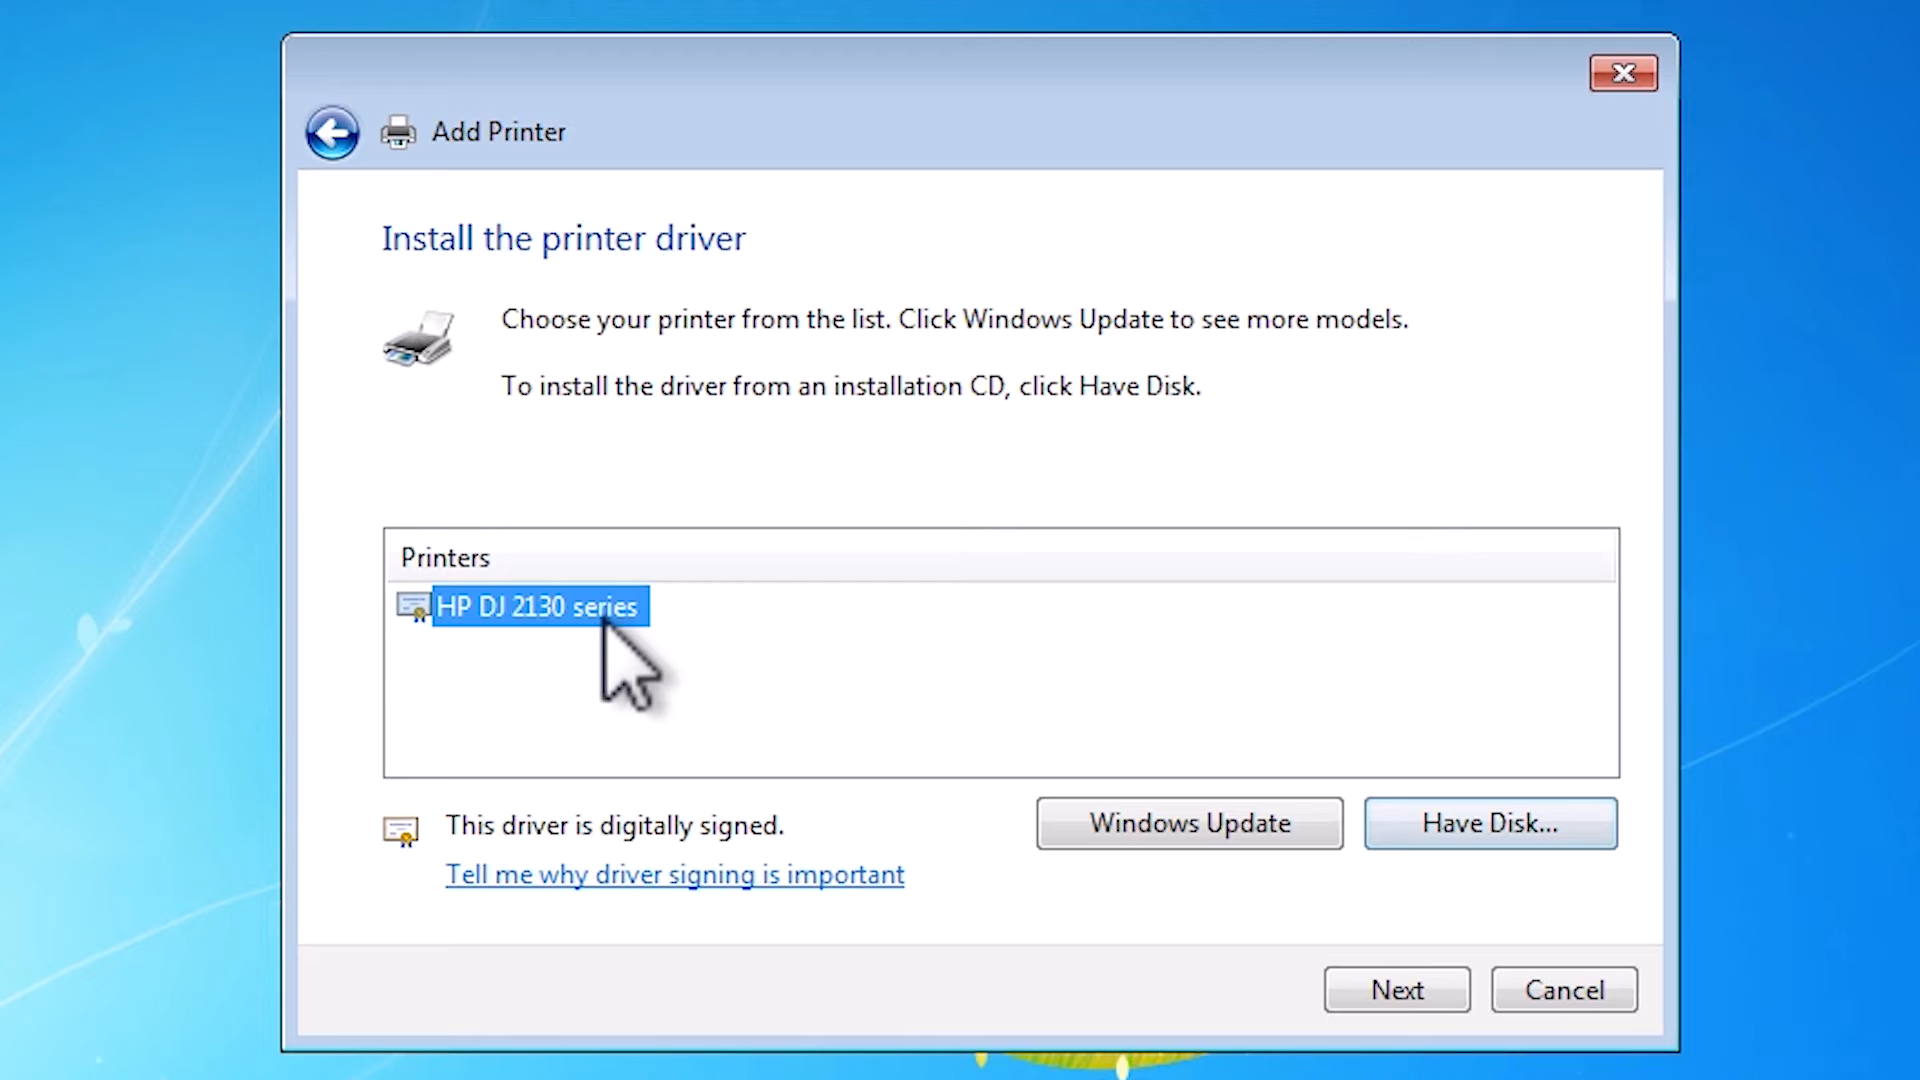 Add Printer
Install the printer driver
Choose your printer from the list. Click Windows Update to see more models.
To install the driver from an installation CD, click Have Disk.
Printers
HP DJ 2130 series
This driver is digitally signed.
Windows Update
Have Disk...
Tell me why driver signing is important
Next
Cancel